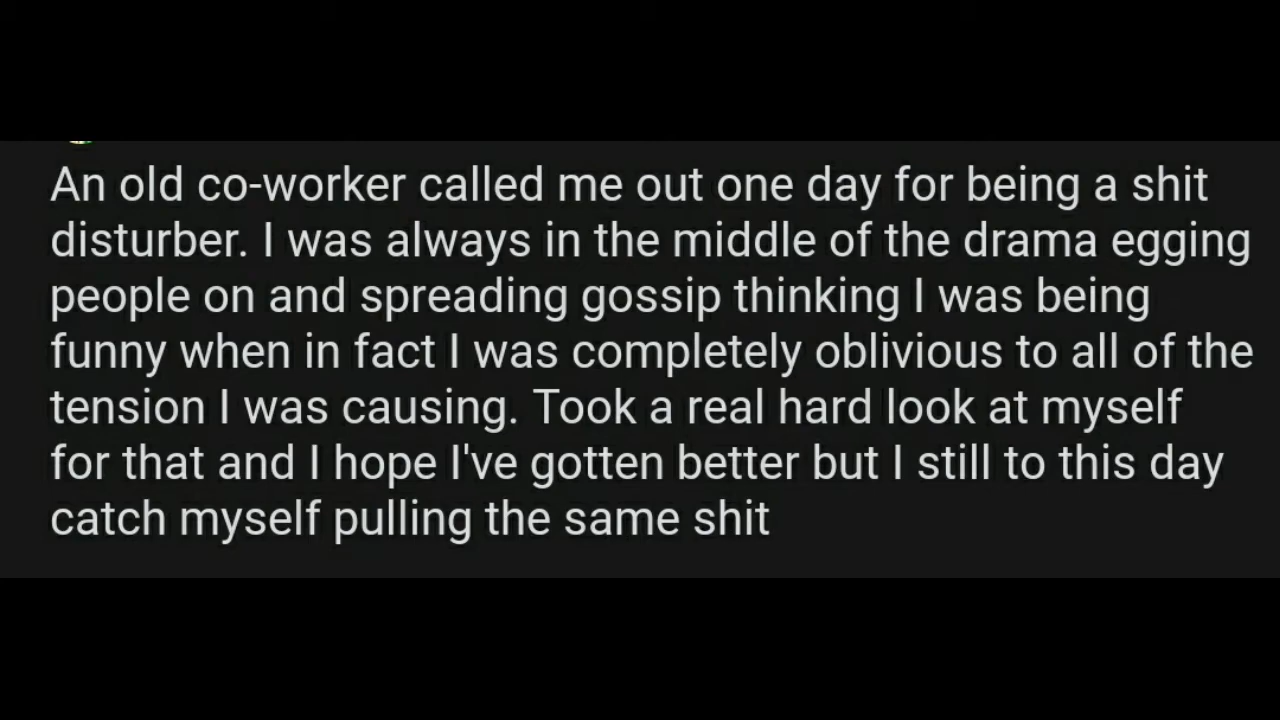 An old co-worker called me out one day for being a shit
disturber. I was always in the middle of the drama egging
people on and spreading gossip thinking I was being
funny when in fact I was completely oblivious to all of the
tension I was causing. Took a real hard look at myself
for that and I hope I've gotten better but I still to this day
catch myself pulling the same shit